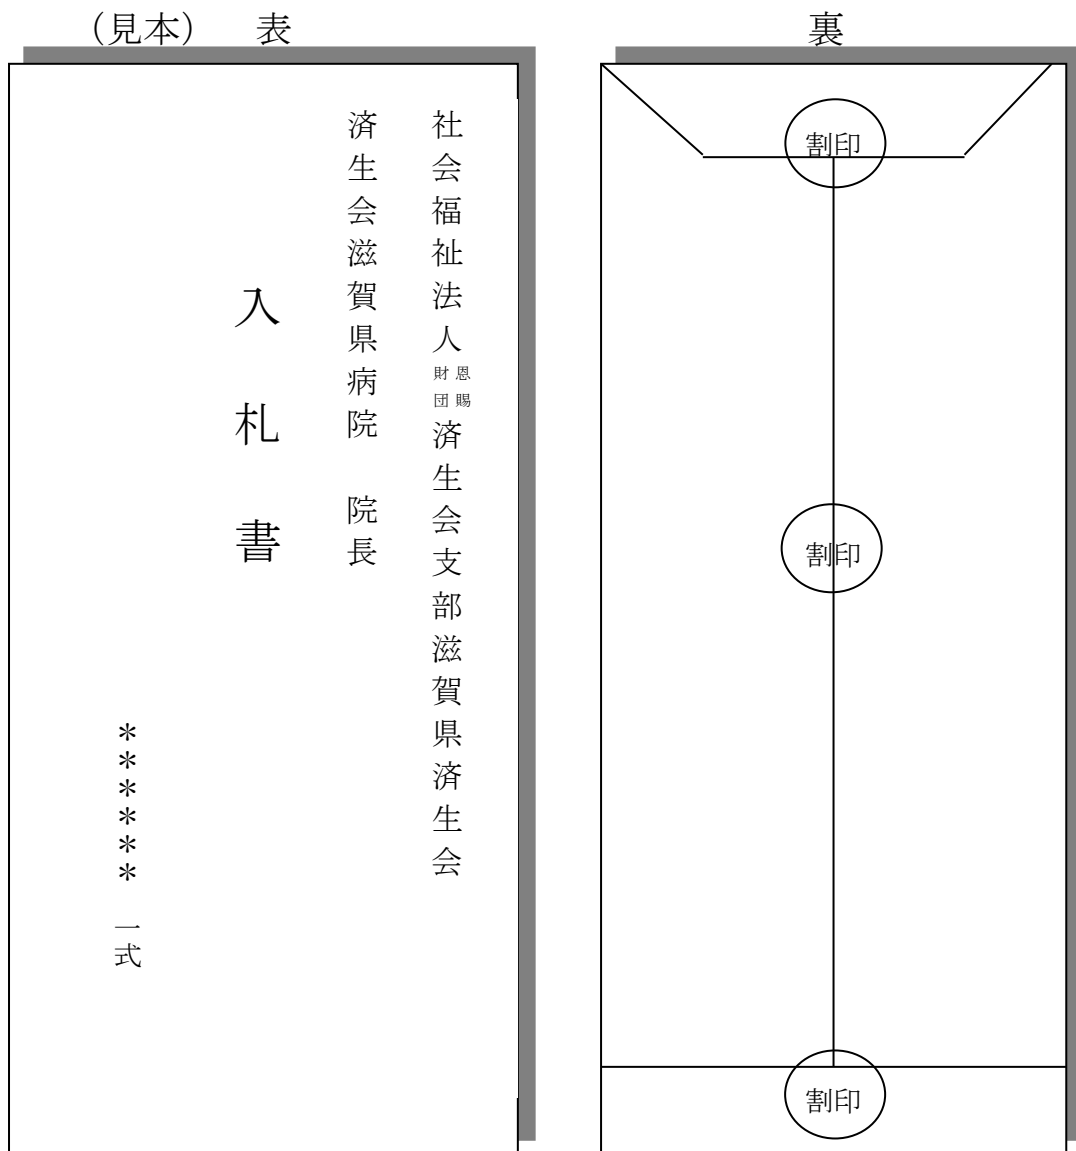 （見本）　表
社会福祉法人恩賜財団済生会支部滋賀県済生会
済生会滋賀県病院　院長
入札書
＊＊＊＊＊＊　一式
裏
割印
割印
割印